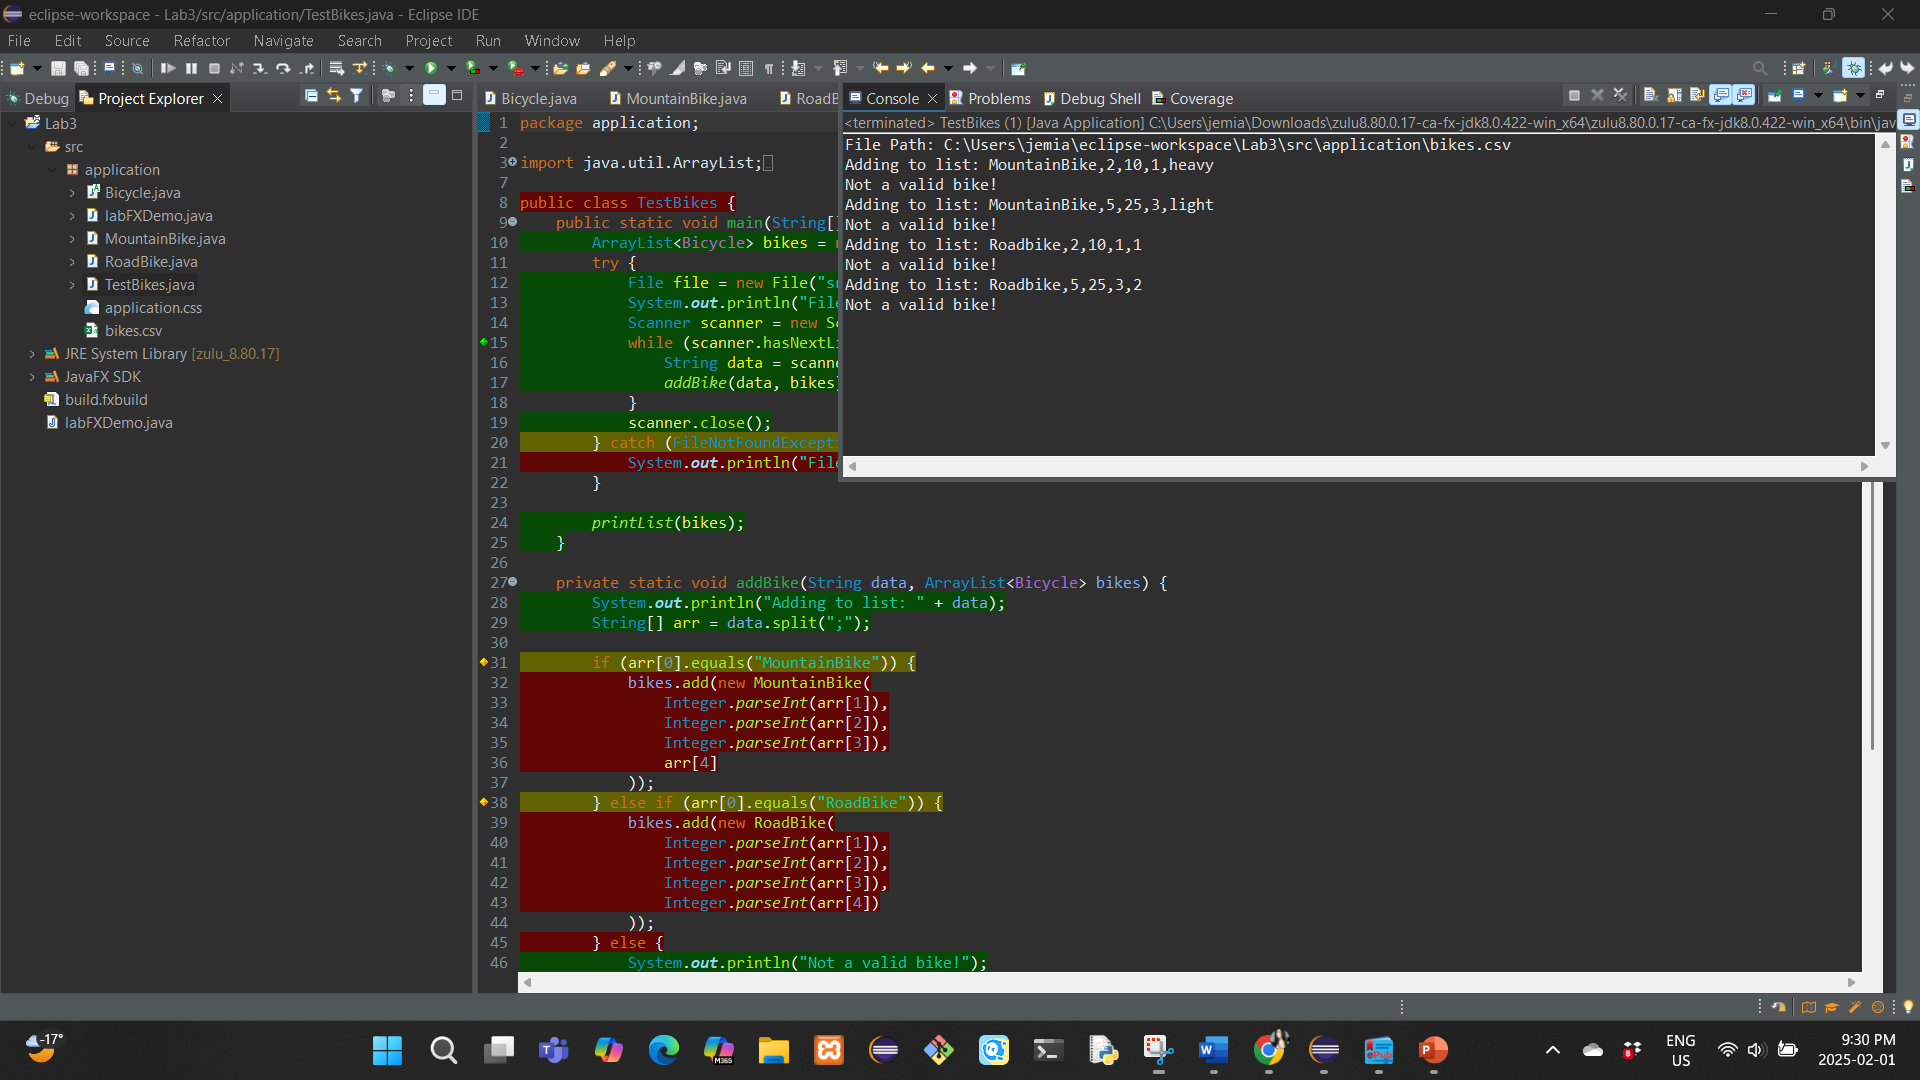 eclipse-workspace - Lab3/src/application/TestBikes.java - Eclipse IDE
File Edit Source Refactor Navigate Search Project Run Window Help
Debug Project Explorer
Lab3
src
application
Bicycle.java
labFXDemo.java
MountainBike.java
RoadBike.java
TestBikes.java
application.css
bikes.csv
JRE System Library [zulu_8.80.17]
JavaFX SDK
build.fxbuild
labFXDemo.java
Bicycle.java MountainBike.java RoadB
1 package application;
2
3 import java.util.ArrayList;
7
8 public class TestBikes {
9 public static void main(String[
10 ArrayList<Bicycle> bikes =
11 try {
12 File file = new File("s
13 System.out.println("File
14 Scanner scanner = new Sc
15 while (scanner.hasNextLi
16 String data = scanne
17 addBike(data, bikes
18 }
19 scanner.close();
20 } catch (FileNotFoundExcepti
21 System.out.println("File
22 }
23
24 printList(bikes);
25 }
26
27 private static void addBike(String data, ArrayList<Bicycle> bikes) {
28 System.out.println("Adding to list: " + data);
29 String[] arr = data.split(";");
30
31 if (arr[0].equals("MountainBike")) {
32 bikes.add(new MountainBike(
33 Integer.parseInt(arr[1]),
34 Integer.parseInt(arr[2]),
35 Integer.parseInt(arr[3]),
36 arr[4]
37 ));
38 } else if (arr[0].equals("RoadBike")) {
39 bikes.add(new RoadBike(
40 Integer.parseInt(arr[1]),
41 Integer.parseInt(arr[2]),
42 Integer.parseInt(arr[3]),
43 Integer.parseInt(arr[4])
44 ));
45 } else {
46 System.out.println("Not a valid bike!");
Console Problems Debug Shell Coverage
<terminated> TestBikes (1) [Java Application] C:\Users\jemia\Downloads\zulu8.80.0.17-ca-fx-jdk8.0.422-win_x64\zulu8.80.0.17-ca-fx-jdk8.0.422-win_x64\bin\jav
File Path: C:\Users\jemia\eclipse-workspace\Lab3\src\application\bikes.csv
Adding to list: MountainBike,2,10,1,heavy
Not a valid bike!
Adding to list: MountainBike,5,25,3,light
Not a valid bike!
Adding to list: Roadbike,2,10,1,1
Not a valid bike!
Adding to list: Roadbike,5,25,3,2
Not a valid bike!
-17°
M365
ENG
US
9:30 PM
2025-02-01